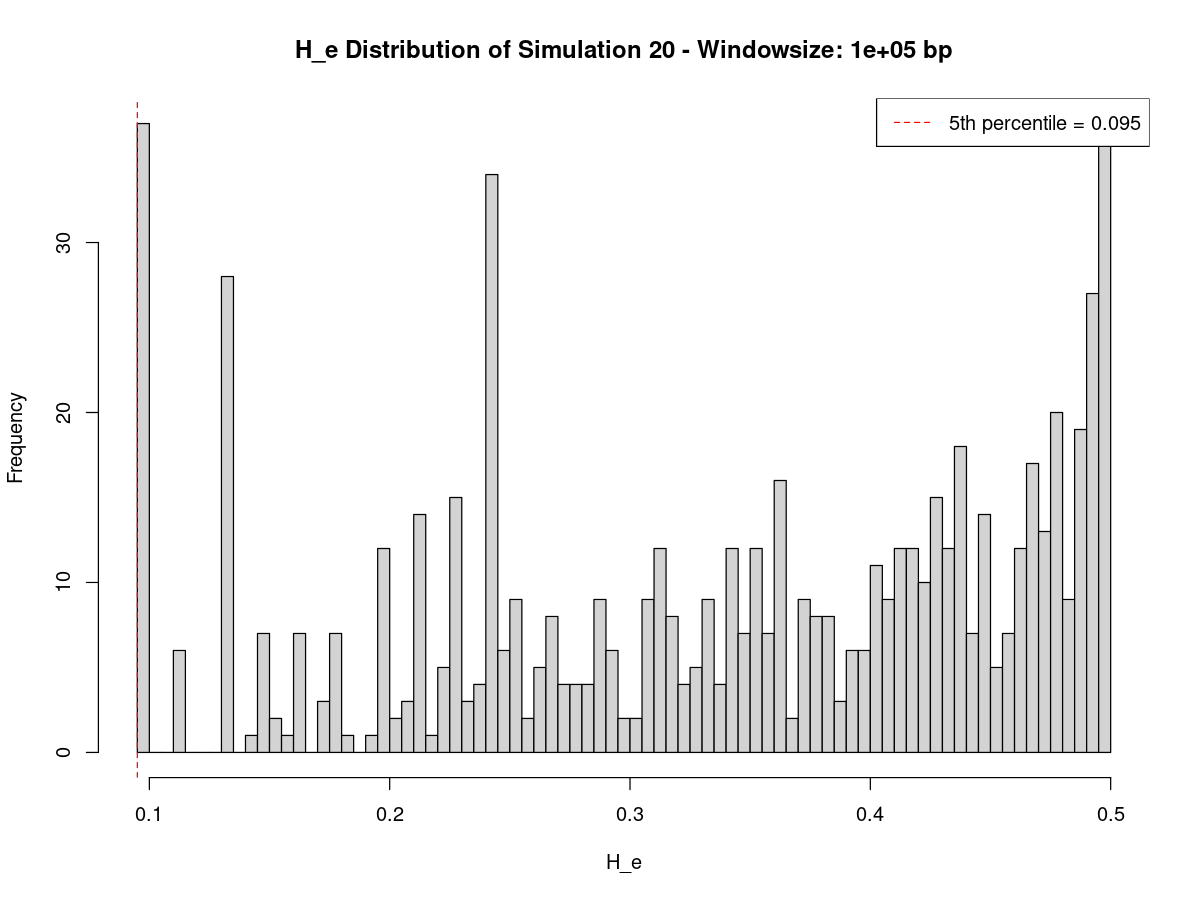 H_e Distribution of Simulation 20 - Windowsize: 1e+05 bp
5th percentile = 0.095
Frequency
30
20
10
0
0.1 0.2 0.3 0.4 0.5
H_e